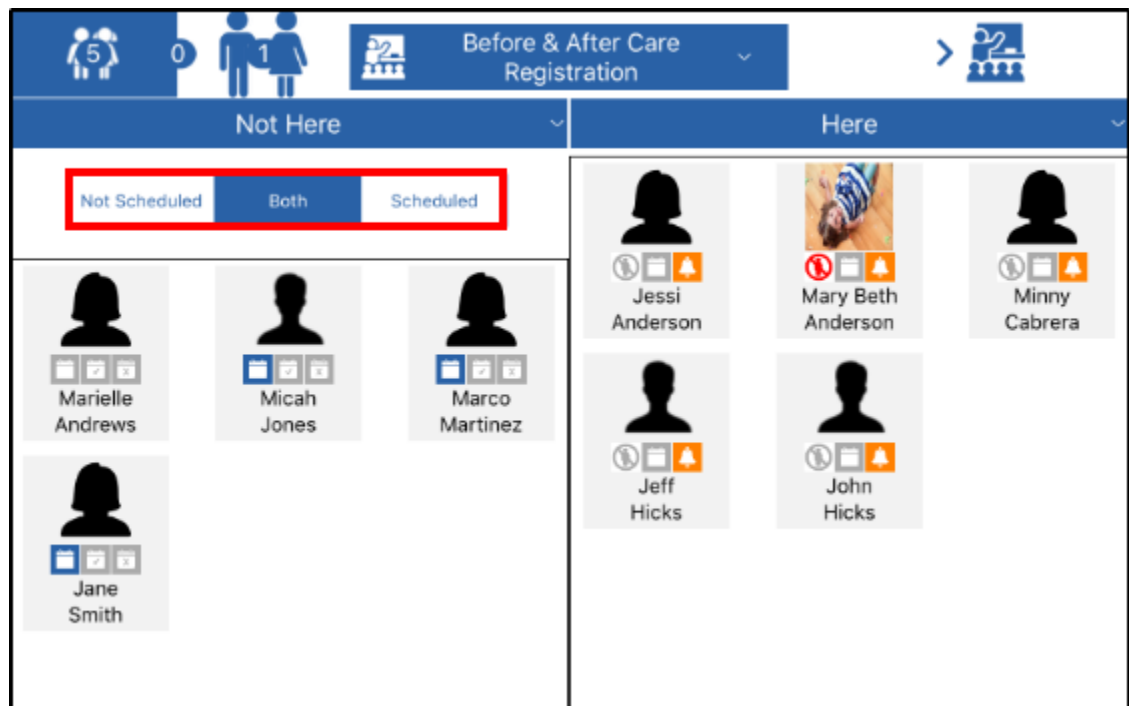 5
0
1
Before & After Care
Registration
Not Here
Here
Not Scheduled
Both
Scheduled
Marielle
Andrews
Micah
Jones
Marco
Martinez
Jane
Smith
Jessi
Anderson
Mary Beth
Anderson
Minny
Cabrera
Jeff
Hicks
John
Hicks